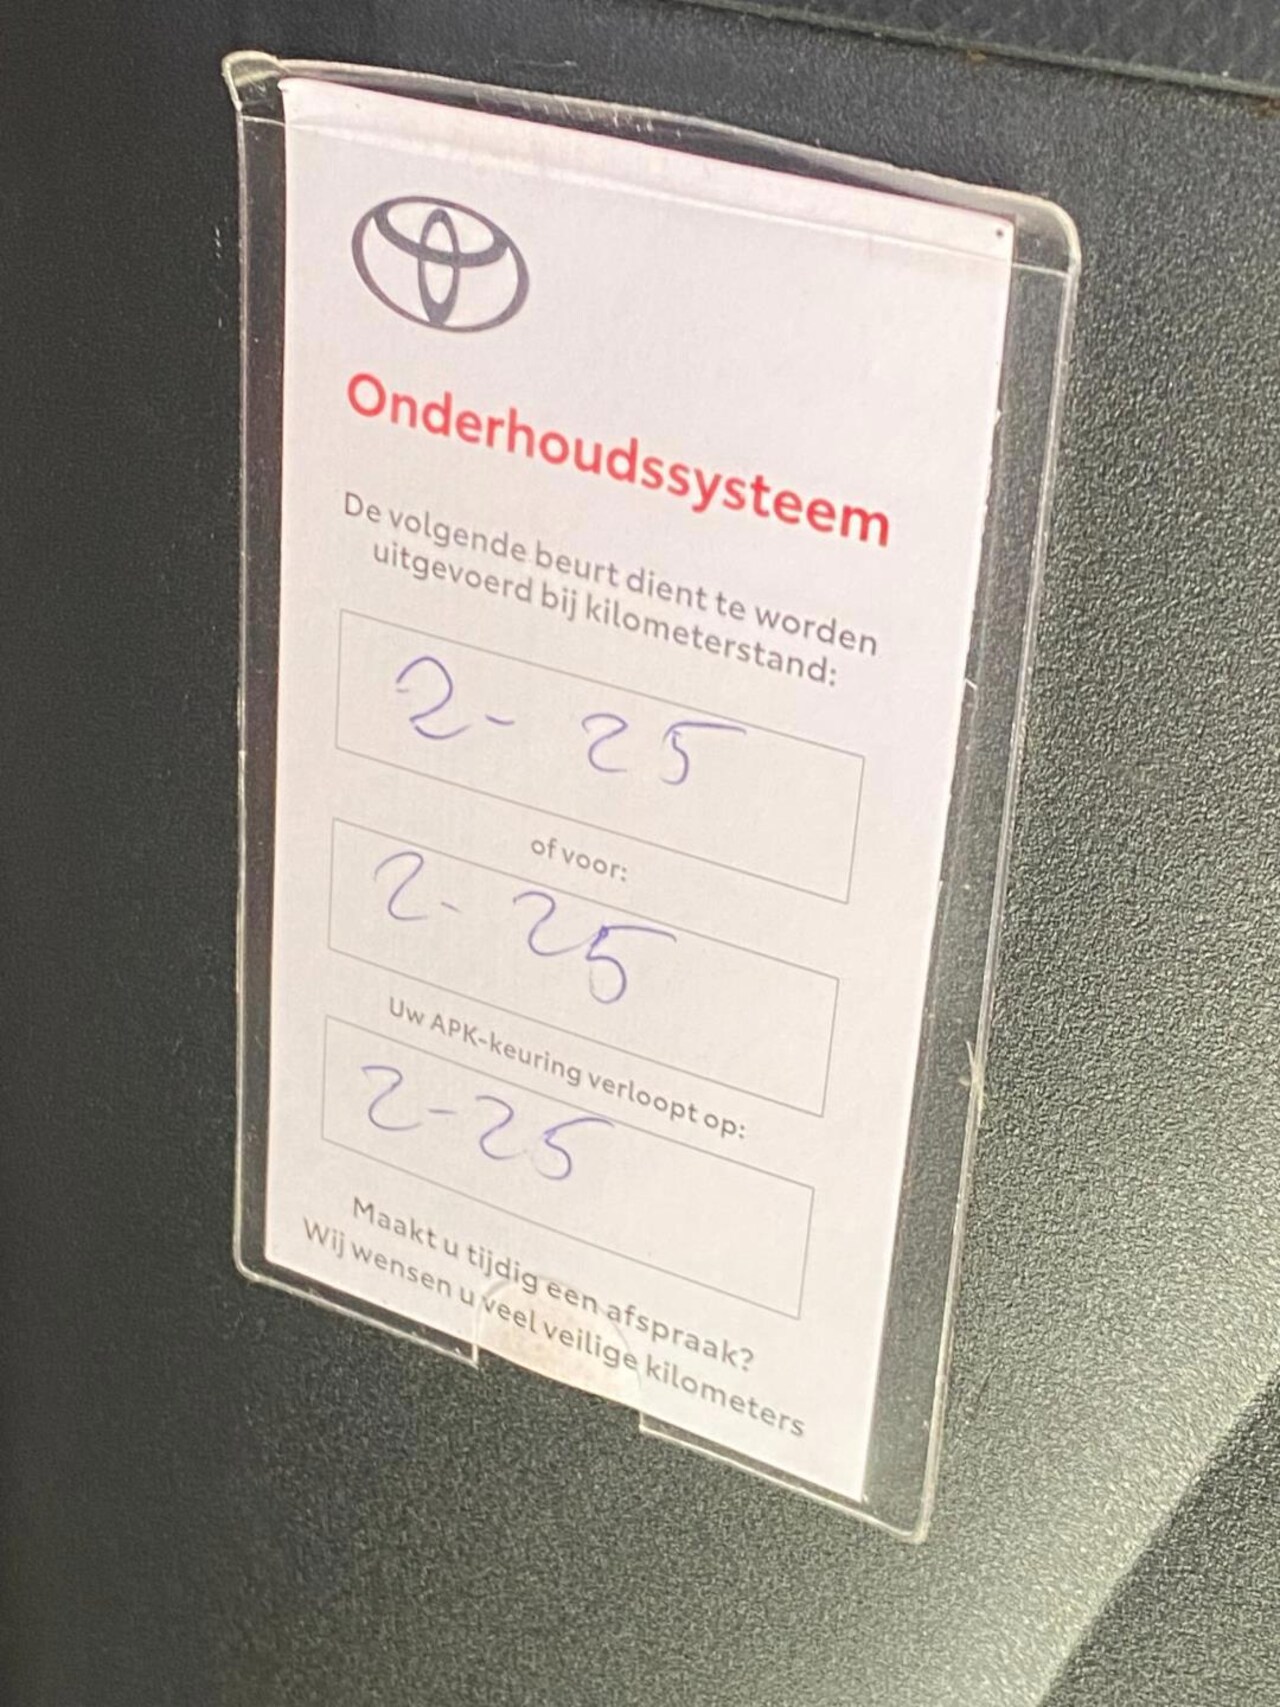 Onderhoudssysteem
De volgende beurt dient te worden
uitgevoerd bij kilometerstand:
2- 25
of voor:
2- 25
Uw APK-keuring verloopt op:
2-25
Maakt u tijdig een afspraak?
Wij wensen u veel veilige kilometers